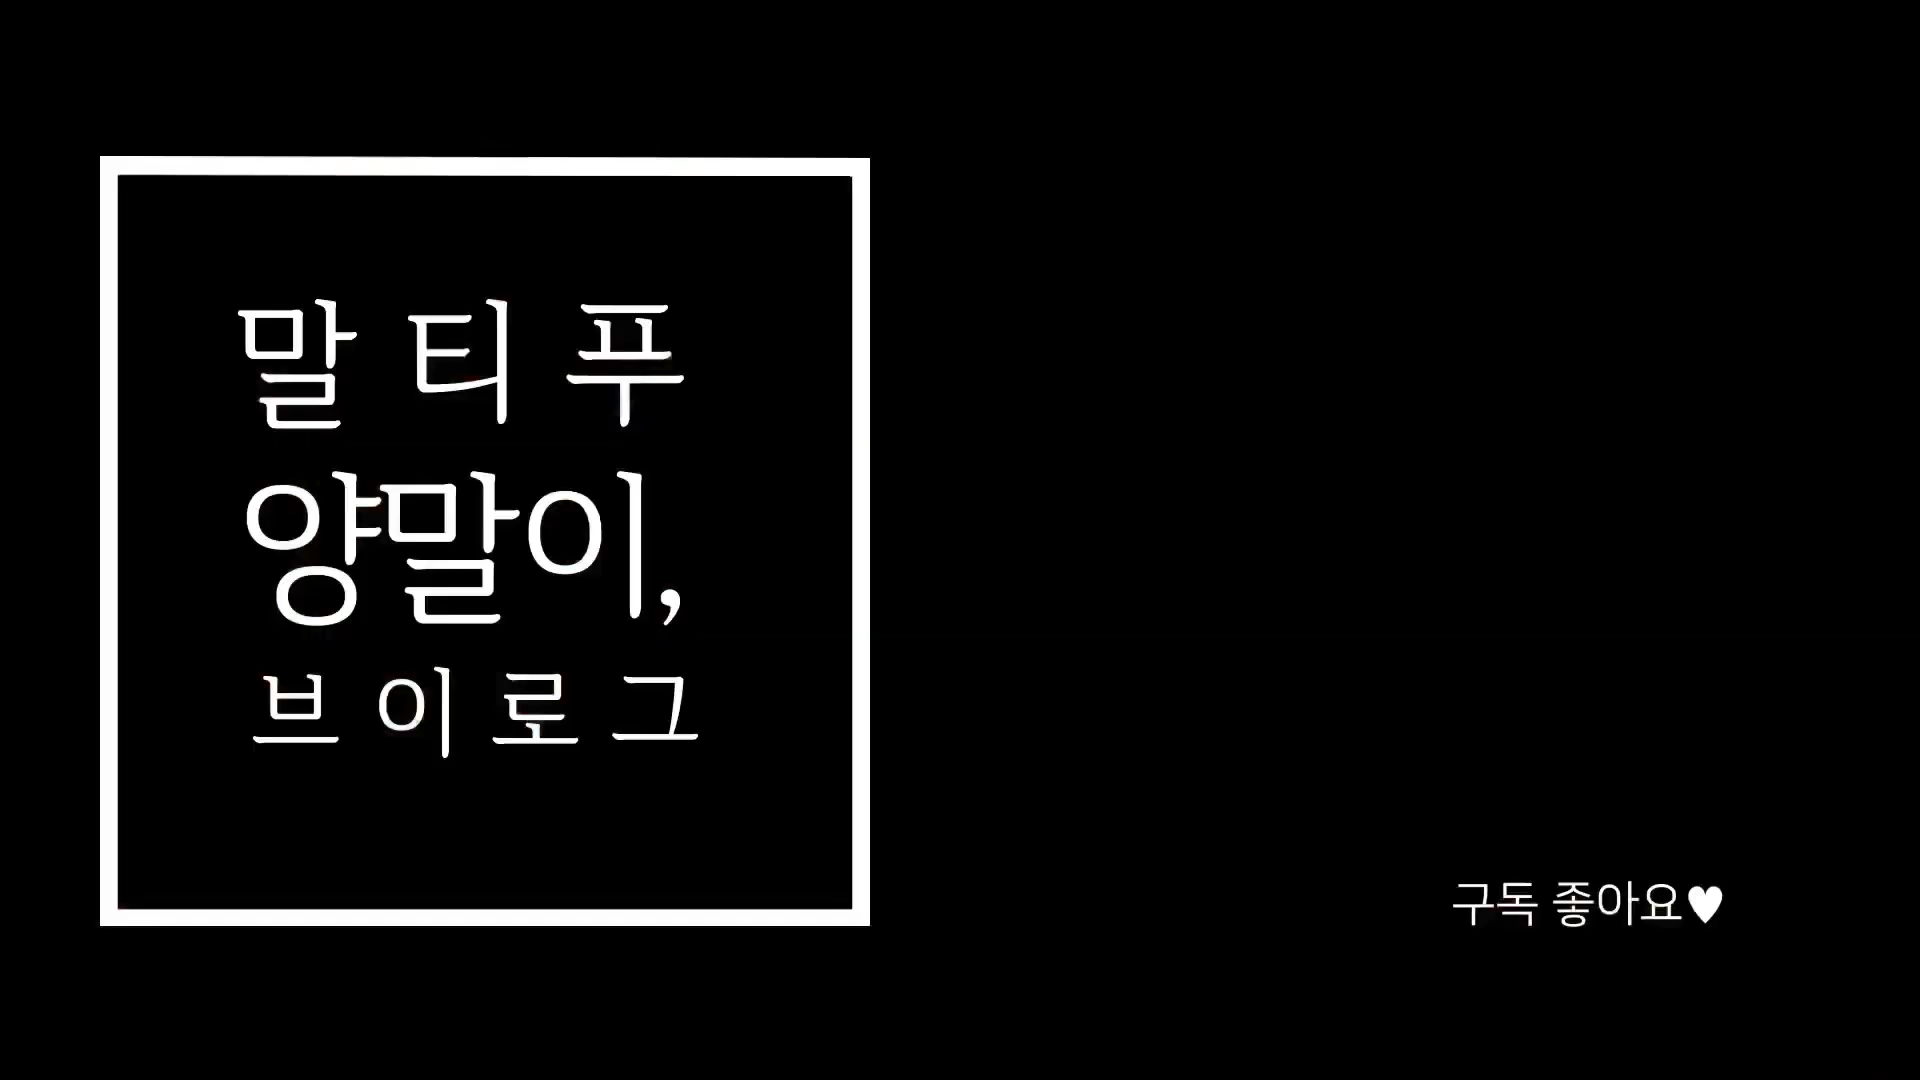 말 티 푸
양말이,
브 이 로 그
구독 좋아요♥